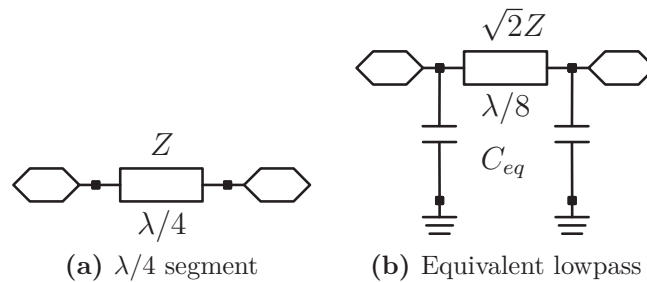 √2Z
λ/8
C_eq
Z
λ/4
(a) λ/4 segment
(b) Equivalent lowpass